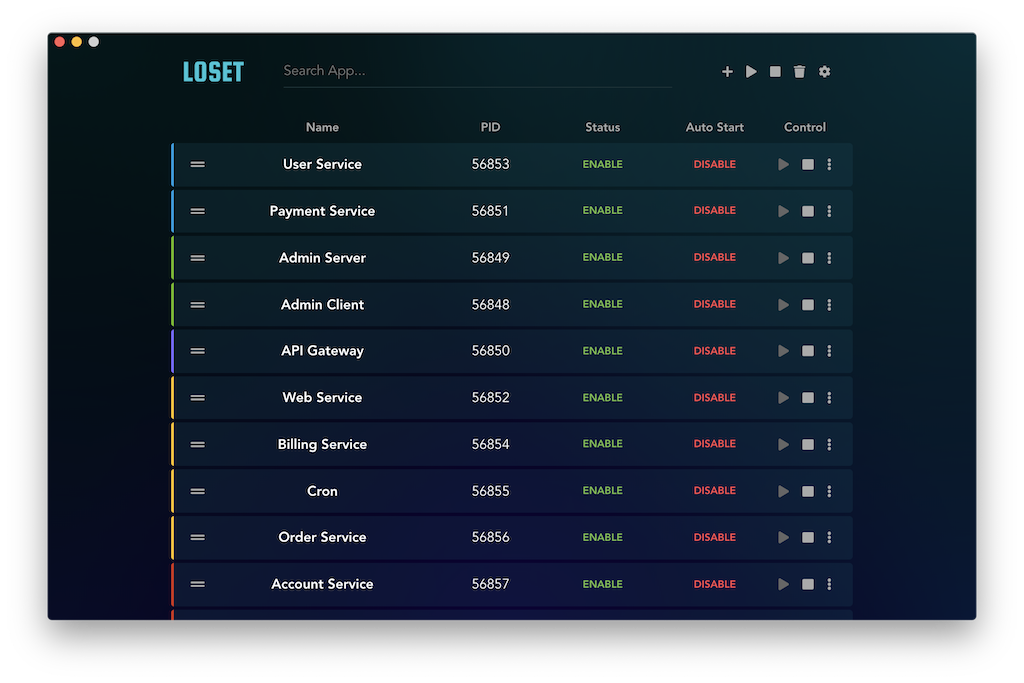 LOSET
Search App...
Name PID Status Auto Start Control
User Service 56853 ENABLE DISABLE
Payment Service 56851 ENABLE DISABLE
Admin Server 56849 ENABLE DISABLE
Admin Client 56848 ENABLE DISABLE
API Gateway 56850 ENABLE DISABLE
Web Service 56852 ENABLE DISABLE
Billing Service 56854 ENABLE DISABLE
Cron 56855 ENABLE DISABLE
Order Service 56856 ENABLE DISABLE
Account Service 56857 ENABLE DISABLE